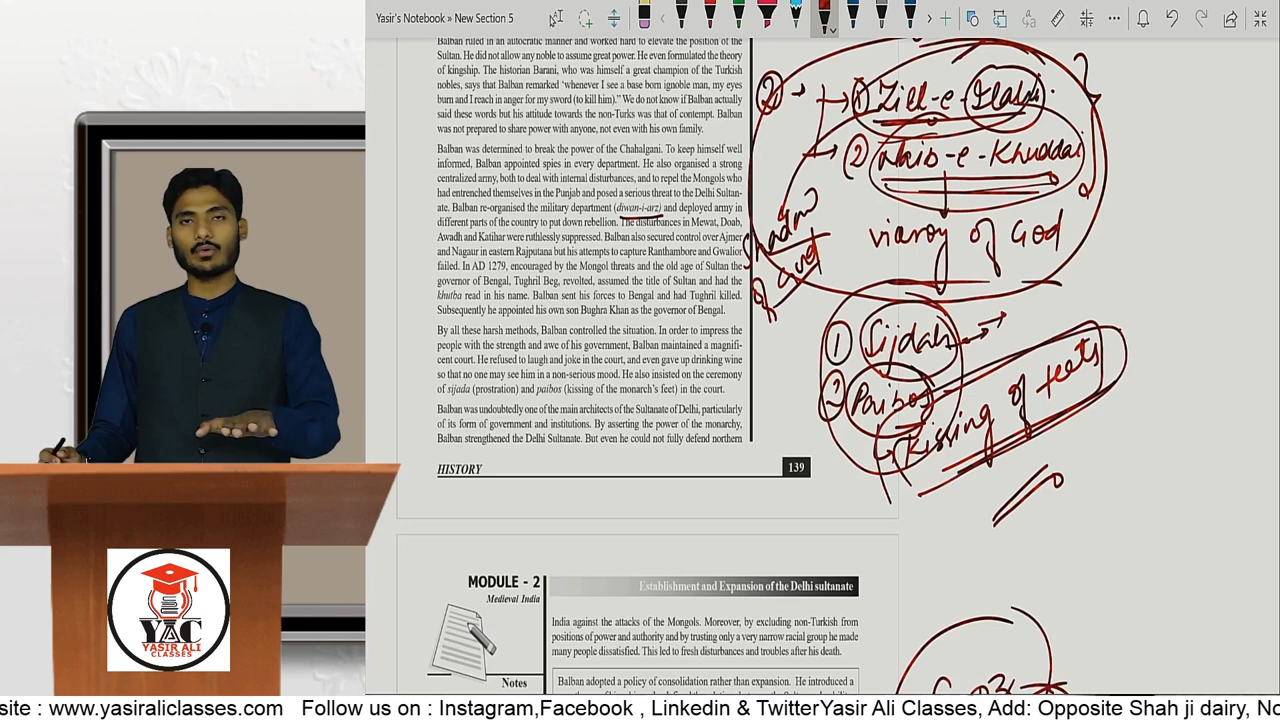 Yasir's Notebook » New Section 5
Balban ruled in an autocratic manner and worked hard to elevate the position of the
Sultan. He did not allow any noble to assume great power. He even formulated the theory
of kingship. The historian Barani, who was himself a great champion of the Turkish
nobles, says that Balban remarked ‘whenever I see a base born ignoble man, my eyes
burn and I reach in anger for my sword (to kill him).” We do not know if Balban actually
said these words but his attitude towards the non-Turks was that of contempt. Balban
was not prepared to share power with anyone, not even with his own family.
Balban was determined to break the power of the Chahalgani. To keep himself well
informed, Balban appointed spies in every department. He also organised a strong
centralized army, both to deal with internal disturbances, and to repel the Mongols who
had entrenched themselves in the Punjab and posed a serious threat to the Delhi Sultan-
ate. Balban re-organised the military department (diwan-i-arz) and deployed army in
different parts of the country to put down rebellion. The disturbances in Mewat, Doab,
Awadh and Katihar were ruthlessly suppressed. Balban also secured control over Ajmer
and Nagaur in eastern Rajputana but his attempts to capture Ranthambore and Gwalior
failed. In AD 1279, encouraged by the Mongol threats and the old age of Sultan the
governor of Bengal, Tughril Beg, revolted, assumed the title of Sultan and had the
khutba read in his name. Balban sent his forces to Bengal and had Tughril killed.
Subsequently he appointed his own son Bughra Khan as the governor of Bengal.
By all these harsh methods, Balban controlled the situation. In order to impress the
people with the strength and awe of his government, Balban maintained a magnifi-
cent court. He refused to laugh and joke in the court, and even gave up drinking wine
so that no one may see him in a non-serious mood. He also insisted on the ceremony
of sijada (prostration) and paibos (kissing of the monarch's feet) in the court.
Balban was undoubtedly one of the main architects of the Sultanate of Delhi, particularly
of its form of government and institutions. By asserting the power of the monarchy,
Balban strengthened the Delhi Sultanate. But even he could not fully defend northern
HISTORY 139
② → (1) Zill-e-Ilahi
(2) Naib-e-Khuddai
viaroy of God
Shadow
of God
① Sijdah
② Paibos
Kissing of feets
MODULE - 2
Medieval India
Notes
Establishment and Expansion of the Delhi sultanate
India against the attacks of the Mongols. Moreover, by excluding non-Turkish from
positions of power and authority and by trusting only a very narrow racial group he made
many people dissatisfied. This led to fresh disturbances and troubles after his death.
Balban adopted a policy of consolidation rather than expansion. He introduced a
YAC
YASIR ALI
CLASSES
site : www.yasiraliclasses.com Follow us on : Instagram,Facebook , Linkedin & TwitterYasir Ali Classes, Add: Opposite Shah ji dairy, No